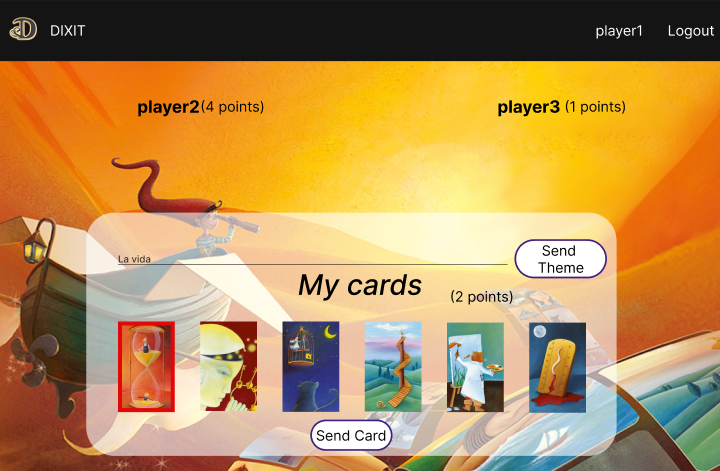 DIXIT
player1 Logout
player2(4 points)
player3 (1 points)
La vida
Send
Theme
My cards
(2 points)
Send Card